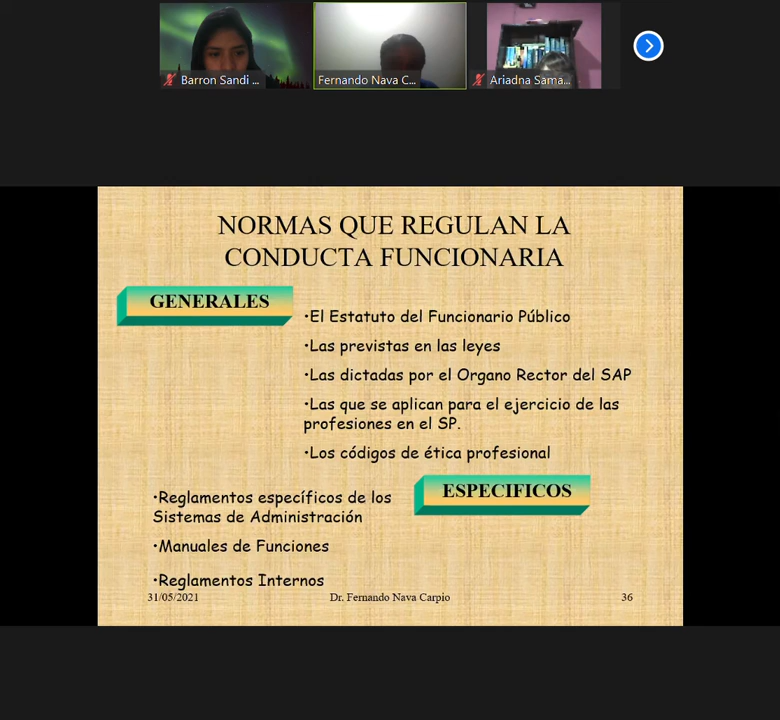 Barron Sandi ...
Fernando Nava C...
Ariadna Sama...
NORMAS QUE REGULAN LA
CONDUCTA FUNCIONARIA
GENERALES
•El Estatuto del Funcionario Público
•Las previstas en las leyes
•Las dictadas por el Organo Rector del SAP
•Las que se aplican para el ejercicio de las
profesiones en el SP.
•Los códigos de ética profesional
ESPECIFICOS
•Reglamentos específicos de los
Sistemas de Administración
•Manuales de Funciones
•Reglamentos Internos
31/05/2021
Dr. Fernando Nava Carpio
36